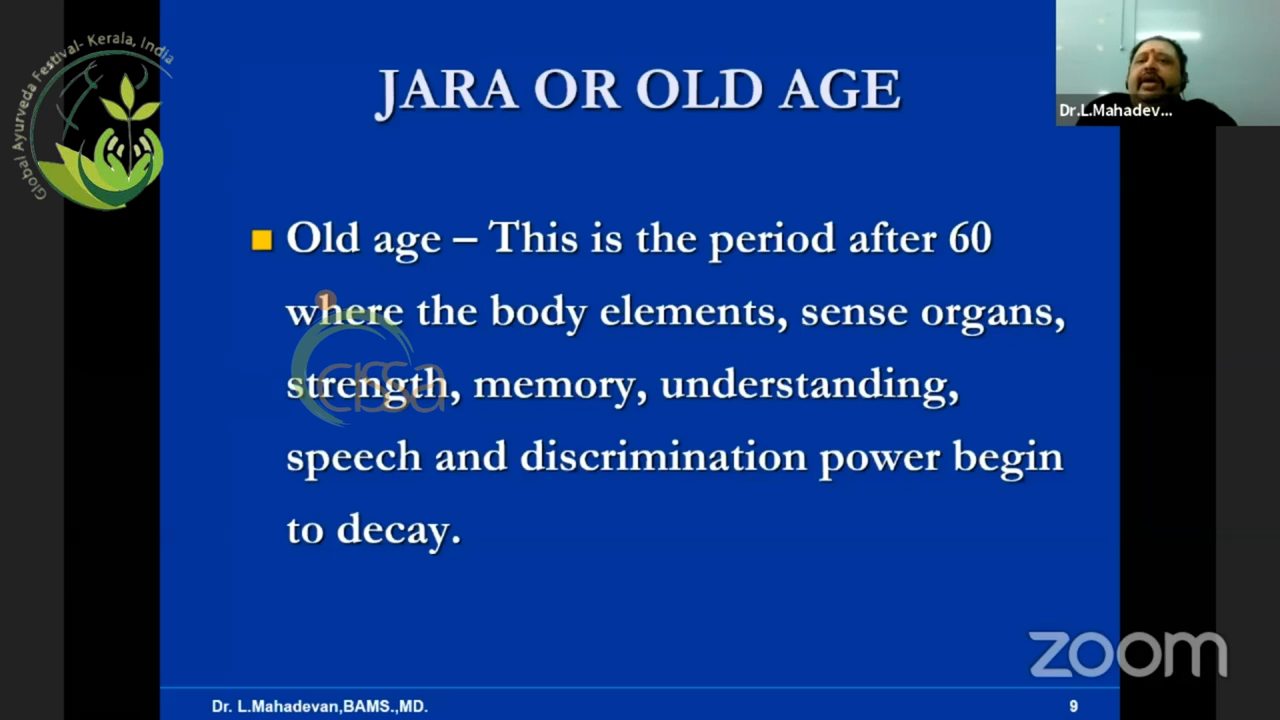 Global Ayurveda Festival- Kerala, India
JARA OR OLD AGE
Dr.L.Mahadev...
Old age – This is the period after 60
where the body elements, sense organs,
strength, memory, understanding,
speech and discrimination power begin
to decay.
cissa
zoom
Dr. L.Mahadevan,BAMS.,MD.
9